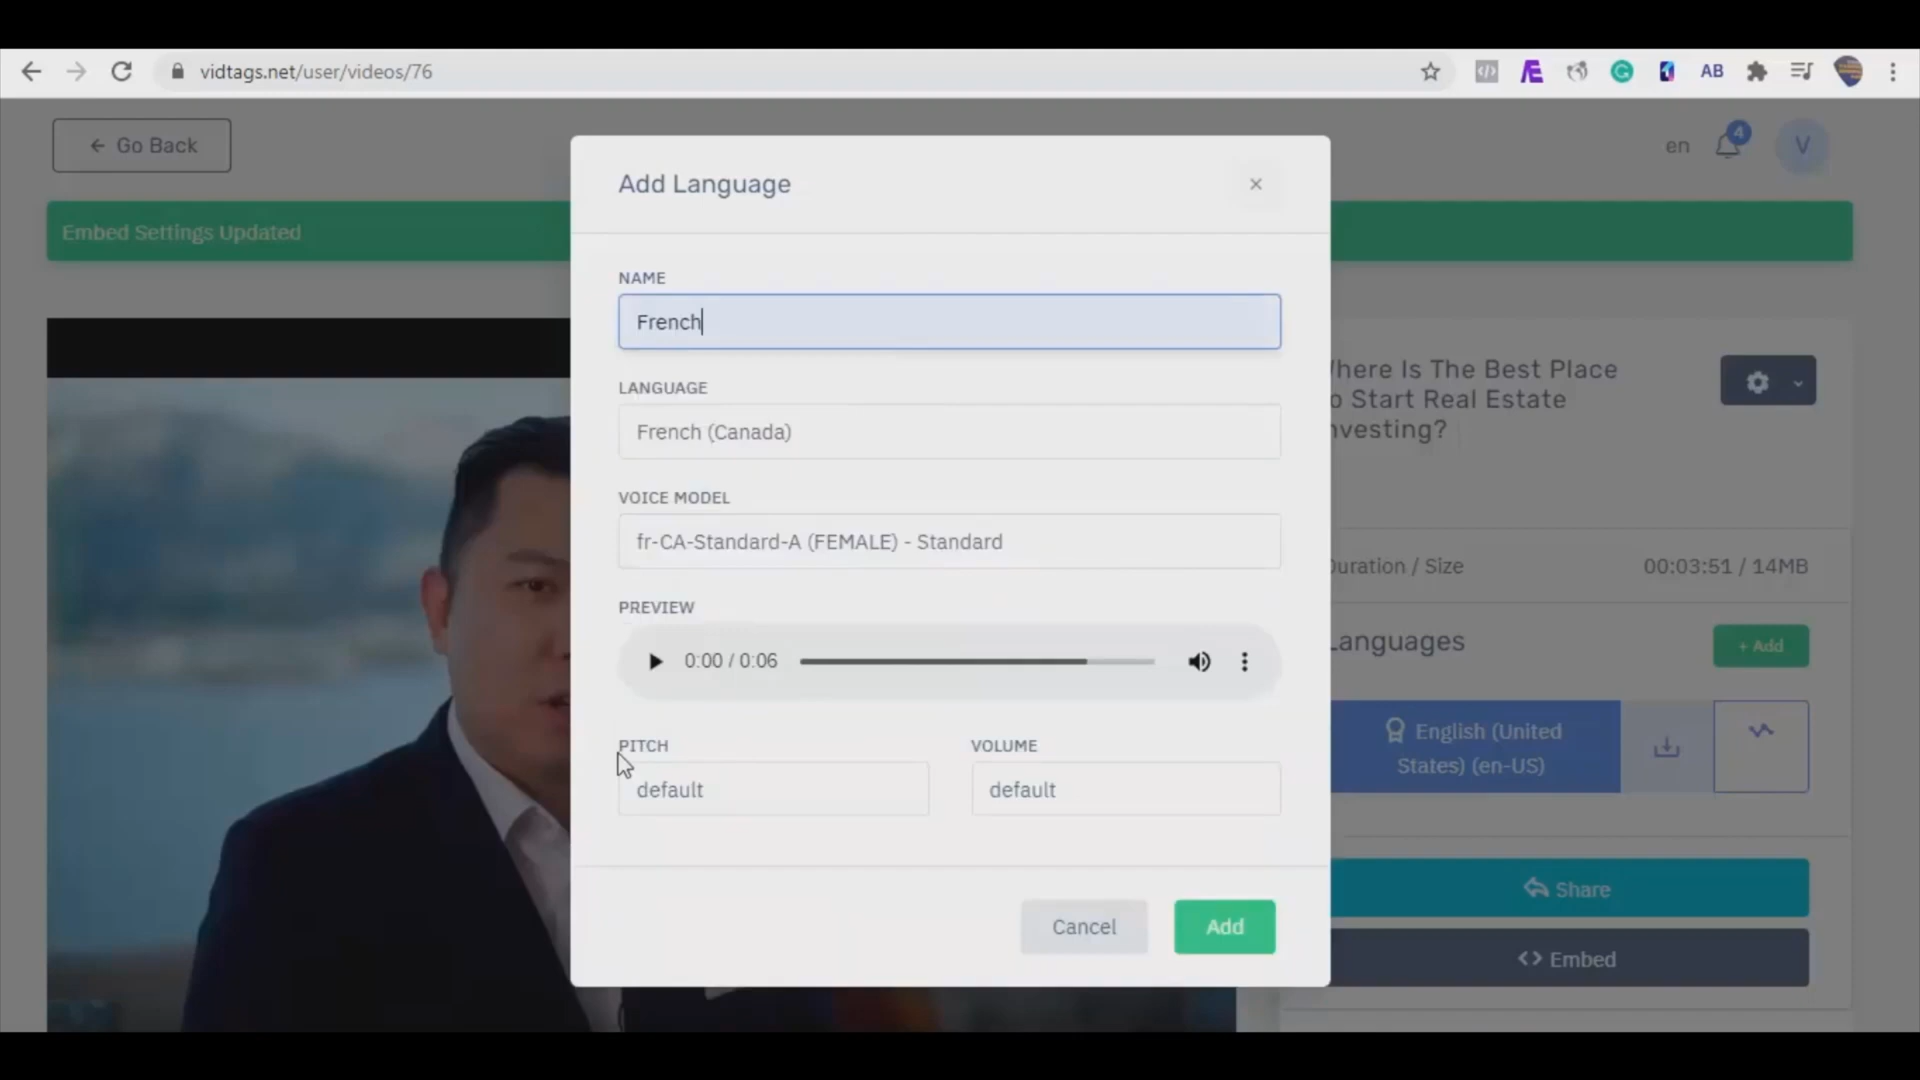 vidtags.net/user/videos/76
AB
Go Back
en
4
V
Embed Settings Updated
Add Language
×
NAME
French
LANGUAGE
French (Canada)
VOICE MODEL
fr-CA-Standard-A (FEMALE) - Standard
PREVIEW
0:00 / 0:06
PITCH
VOLUME
default
default
Cancel
Add
here Is The Best Place
o Start Real Estate
nvesting?
uration / Size
00:03:51 / 14MB
anguages
+ Add
English (United
States) (en-US)
Share
<> Embed